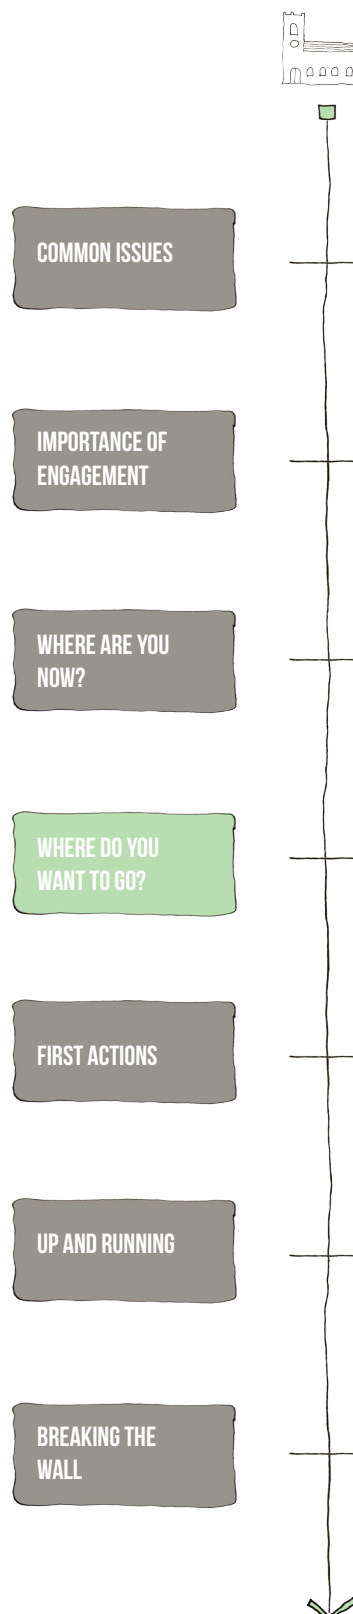 COMMON ISSUES
IMPORTANCE OF
ENGAGEMENT
WHERE ARE YOU
NOW?
WHERE DO YOU
WANT TO GO?
FIRST ACTIONS
UP AND RUNNING
BREAKING THE
WALL